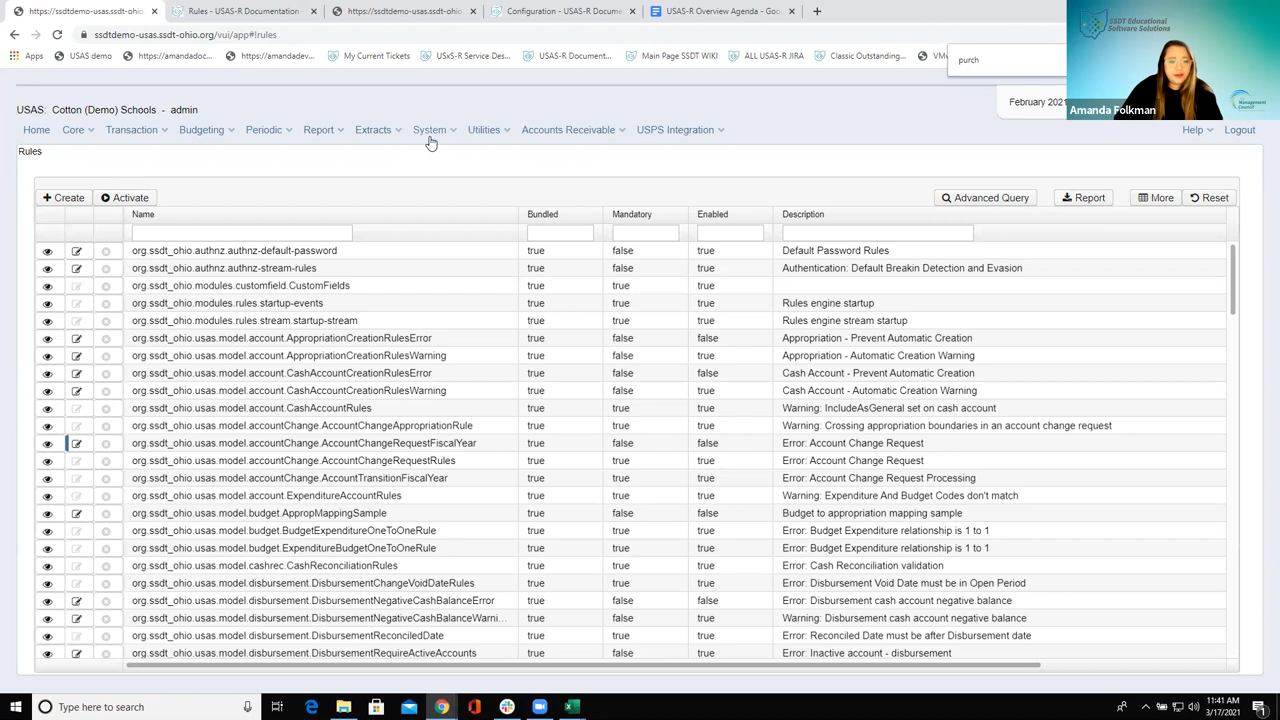 https://ssdtdemo-usas.ssdt-ohio.org
Rules – USAS-R Documentation -
https://ssdtdemo-usas.ssdt-ohio
Configuration - USAS-R Docume
USAS-R Overview Agenda - Goo
ssdtdemo-usas.ssdt-ohio.org/vui/app#!rules
Apps
USAS demo
https://amandadoc...
https://amandadev...
My Current Tickets
USxS-R Service Des...
USAS-R Document...
Main Page SSDT WIKI
ALL USAS-R JIRA
Classic Outstanding...
purch
SSDT Educational
Software Solutions
Management
Council
Amanda Folkman
USAS: Cotton (Demo) Schools - admin
February 2021
Home Core Transaction Budgeting Periodic Report Extracts System Utilities Accounts Receivable USPS Integration Help Logout
Rules
Create Activate Advanced Query Report More Reset
Name Bundled Mandatory Enabled Description
org.ssdt_ohio.authnz.authnz-default-password true false true Default Password Rules
org.ssdt_ohio.authnz.authnz-stream-rules true false true Authentication: Default Breakin Detection and Evasion
org.ssdt_ohio.modules.customfield.CustomFields true true true
org.ssdt_ohio.modules.rules.startup-events true true true Rules engine startup
org.ssdt_ohio.modules.rules.stream.startup-stream true true true Rules engine stream startup
org.ssdt_ohio.usas.model.account.AppropriationCreationRulesError true false false Appropriation - Prevent Automatic Creation
org.ssdt_ohio.usas.model.account.AppropriationCreationRulesWarning true false true Appropriation - Automatic Creation Warning
org.ssdt_ohio.usas.model.account.CashAccountCreationRulesError true false false Cash Account - Prevent Automatic Creation
org.ssdt_ohio.usas.model.account.CashAccountCreationRulesWarning true false true Cash Account - Automatic Creation Warning
org.ssdt_ohio.usas.model.account.CashAccountRules true true true Warning: IncludeAsGeneral set on cash account
org.ssdt_ohio.usas.model.accountChange.AccountChangeAppropriationRule true true true Warning: Crossing appropriation boundaries in an account change request
org.ssdt_ohio.usas.model.accountChange.AccountChangeRequestFiscalYear true false false Error: Account Change Request
org.ssdt_ohio.usas.model.accountChange.AccountChangeRequestRules true true true Error: Account Change Request
org.ssdt_ohio.usas.model.accountChange.AccountTransitionFiscalYear true true true Error: Account Change Request Processing
org.ssdt_ohio.usas.model.account.ExpenditureAccountRules true true true Warning: Expenditure And Budget Codes don't match
org.ssdt_ohio.usas.model.budget.AppropMappingSample true false false Budget to appropriation mapping sample
org.ssdt_ohio.usas.model.budget.BudgetExpenditureOneToOneRule true true true Error: Budget Expenditure relationship is 1 to 1
org.ssdt_ohio.usas.model.budget.ExpenditureBudgetOneToOneRule true true true Error: Budget Expenditure relationship is 1 to 1
org.ssdt_ohio.usas.model.cashrec.CashReconciliationRules true true true Error: Cash Reconciliation validation
org.ssdt_ohio.usas.model.disbursement.DisbursementChangeVoidDateRules true true true Error: Disbursement Void Date must be in Open Period
org.ssdt_ohio.usas.model.disbursement.DisbursementNegativeCashBalanceError true false false Error: Disbursement cash account negative balance
org.ssdt_ohio.usas.model.disbursement.DisbursementNegativeCashBalanceWarni... true false true Warning: Disbursement cash account negative balance
org.ssdt_ohio.usas.model.disbursement.DisbursementReconciledDate true true true Error: Reconciled Date must be after Disbursement date
org.ssdt_ohio.usas.model.disbursement.DisbursementRequireActiveAccounts true false true Error: Inactive account - disbursement
Type here to search
11:41 AM
3/17/2021